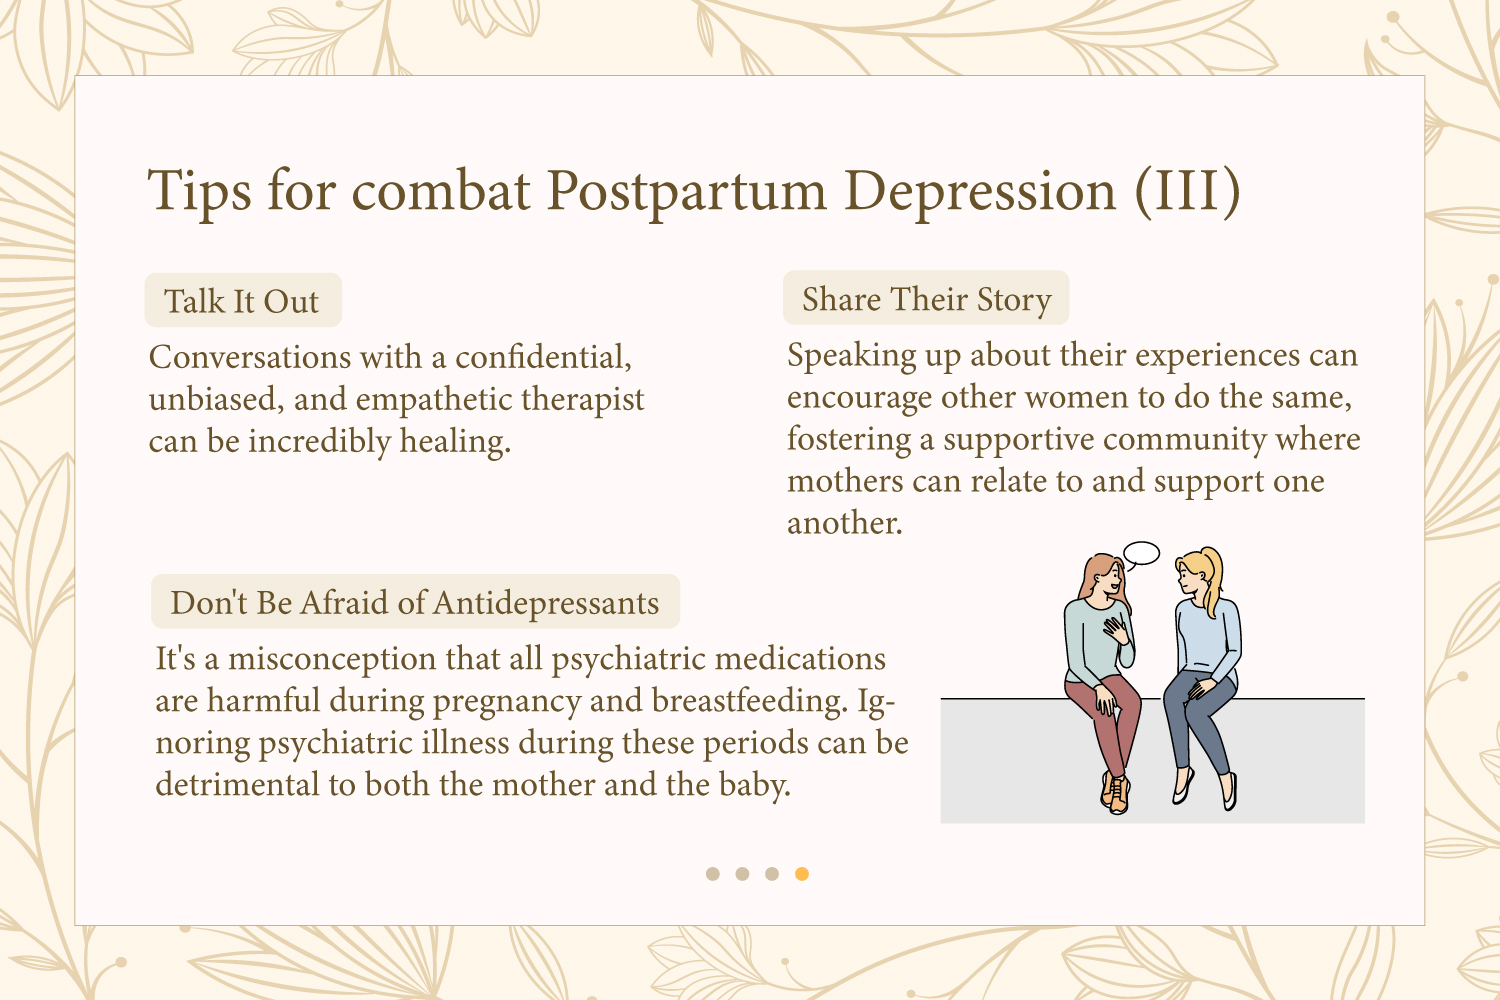 Tips for combat Postpartum Depression (III)
Talk It Out
Conversations with a confidential,
unbiased, and empathetic therapist
can be incredibly healing.
Share Their Story
Speaking up about their experiences can
encourage other women to do the same,
fostering a supportive community where
mothers can relate to and support one
another.
Don't Be Afraid of Antidepressants
It's a misconception that all psychiatric medications
are harmful during pregnancy and breastfeeding. Ig-
noring psychiatric illness during these periods can be
detrimental to both the mother and the baby.